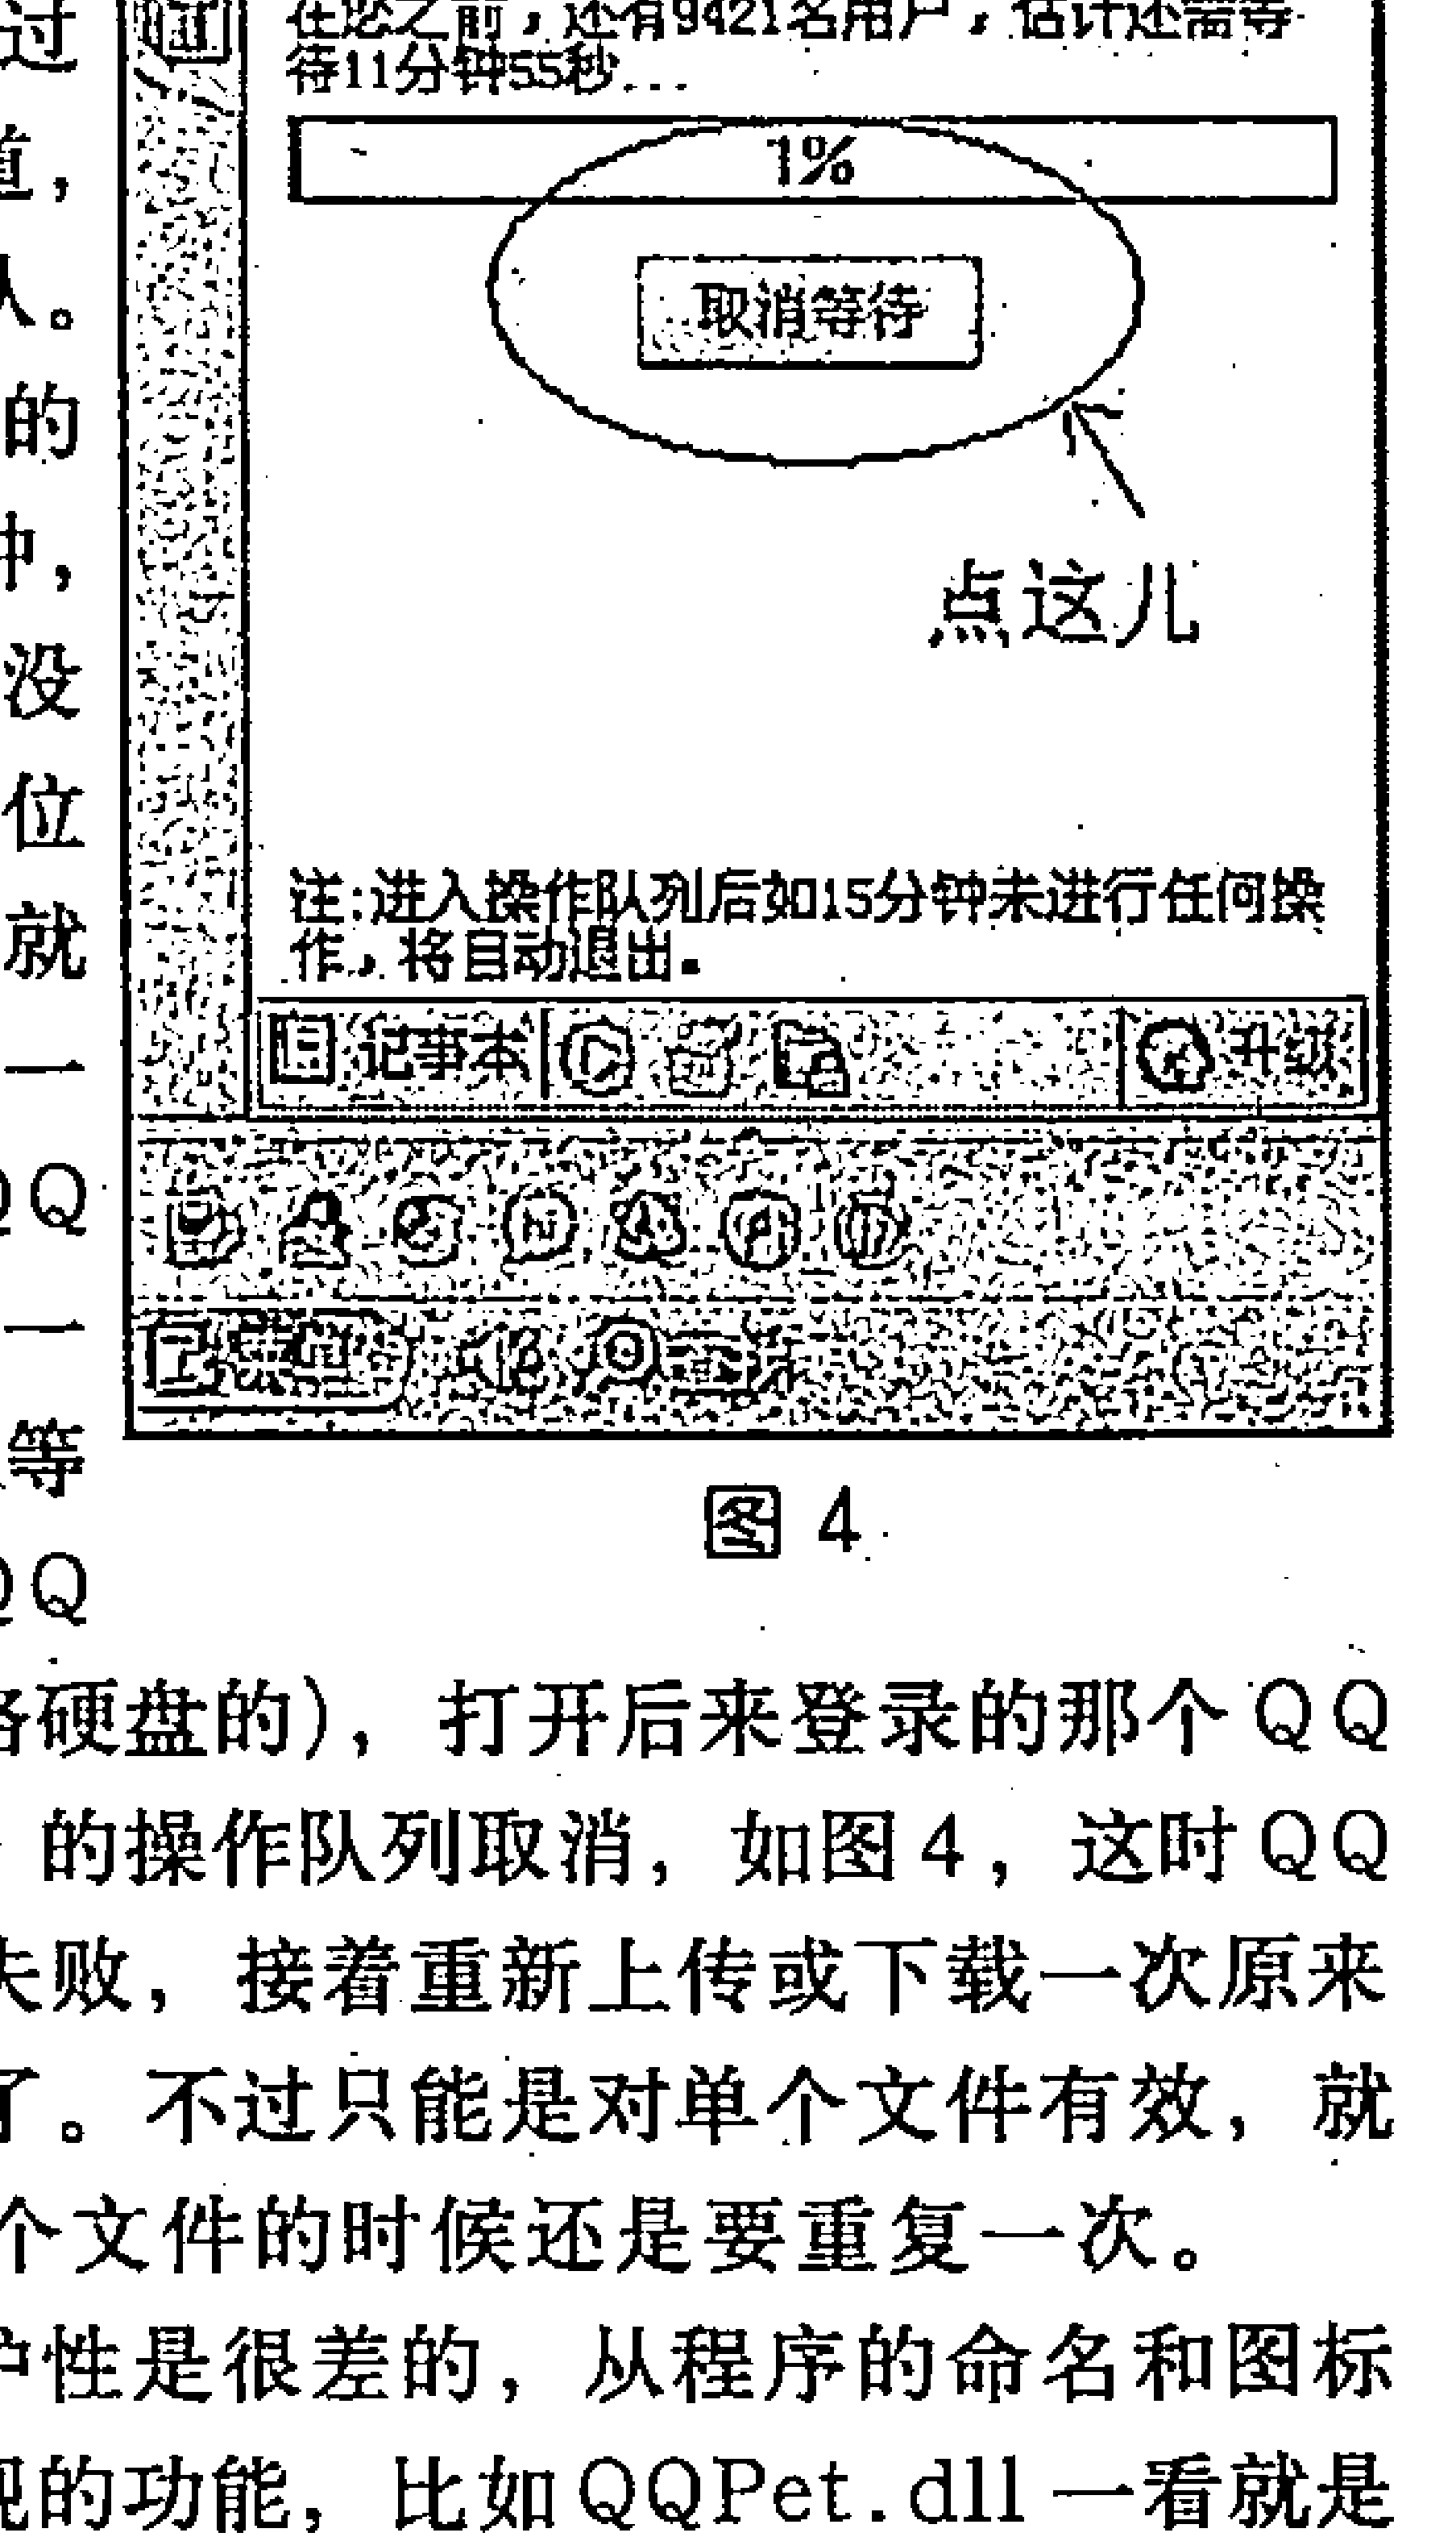 过
道，
人。
的
钟，
没
位
就
一
QQ
一
等
QQ
在您之前，还有9421名用户，估计还需等
待11分钟55秒...
1%
取消等待
点这儿
注:进入操作队列后如15分钟未进行任何操
作，将自动退出。
记事本 升级
菜单
图 4
络硬盘的)，打开后来登录的那个QQ
的操作队列取消，如图4，这时QQ
失败，接着重新上传或下载一次原来
了。不过只能是对单个文件有效，就
个文件的时候还是要重复一次。
护性是很差的，从程序的命名和图标
现的功能，比如QQPet.dll一看就是